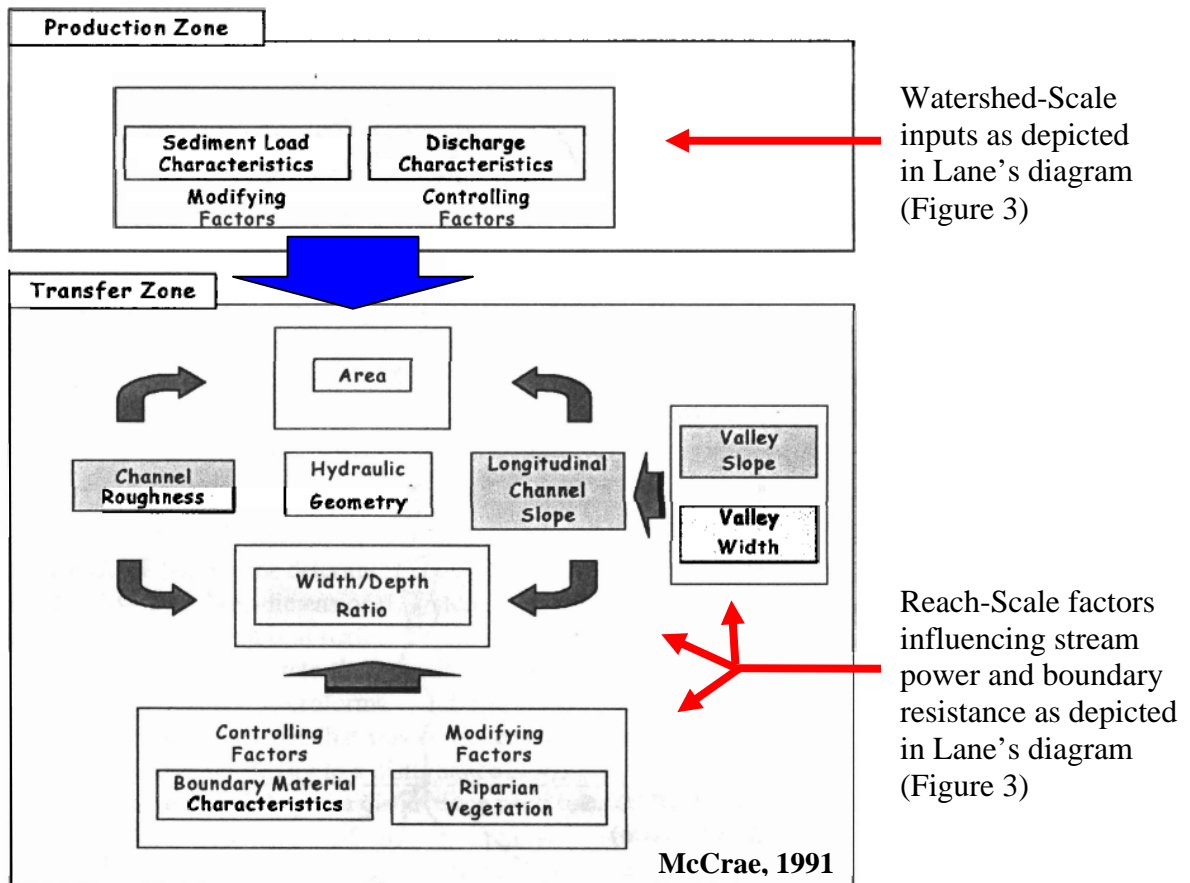 Production Zone
Sediment Load
Characteristics
Modifying
Factors
Discharge
Characteristics
Controlling
Factors
Watershed-Scale
inputs as depicted
in Lane's diagram
(Figure 3)
Transfer Zone
Area
Channel
Roughness
Hydraulic
Geometry
Longitudinal
Channel
Slope
Valley
Slope
Valley
Width
Width/Depth
Ratio
Controlling
Factors
Boundary Material
Characteristics
Modifying
Factors
Riparian
Vegetation
Reach-Scale factors
influencing stream
power and boundary
resistance as depicted
in Lane's diagram
(Figure 3)
McCrae, 1991